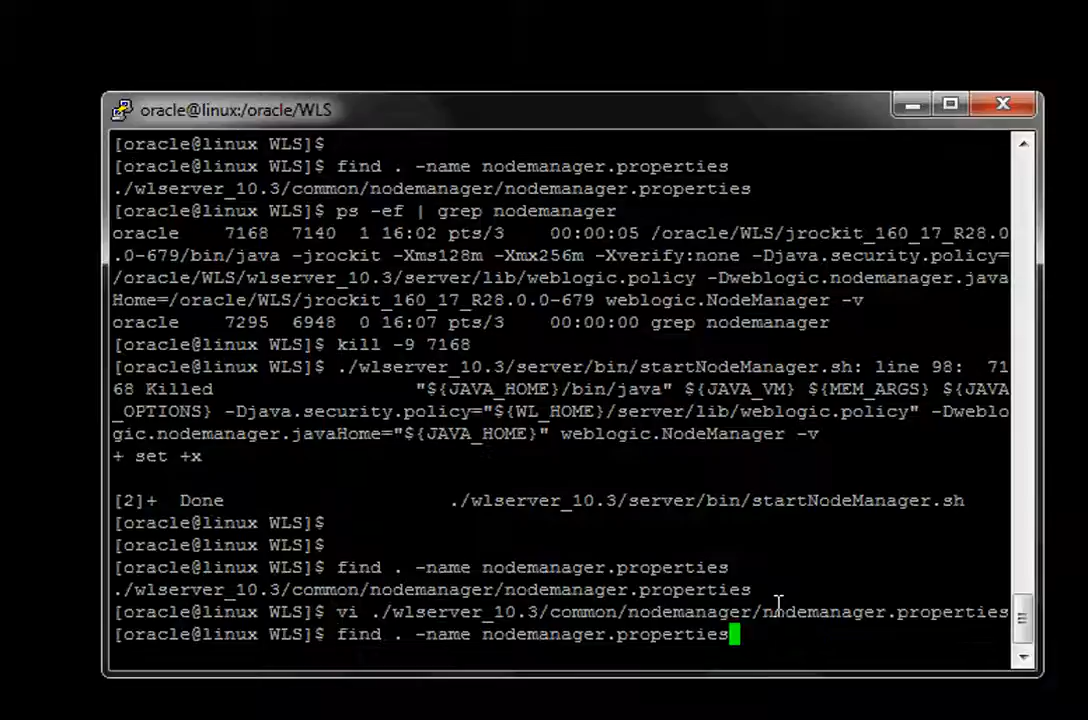 oracle@linux:/oracle/WLS
[oracle@linux WLS]$
[oracle@linux WLS]$ find . -name nodemanager.properties
./wlserver_10.3/common/nodemanager/nodemanager.properties
[oracle@linux WLS]$ ps -ef | grep nodemanager
oracle    7168  7140  1 16:02 pts/3    00:00:05 /oracle/WLS/jrockit_160_17_R28.0
.0-679/bin/java -jrockit -Xms128m -Xmx256m -Xverify:none -Djava.security.policy=
/oracle/WLS/wlserver_10.3/server/lib/weblogic.policy -Dweblogic.nodemanager.java
Home=/oracle/WLS/jrockit_160_17_R28.0.0-679 weblogic.NodeManager -v
oracle    7295  6948  0 16:07 pts/3    00:00:00 grep nodemanager
[oracle@linux WLS]$ kill -9 7168
[oracle@linux WLS]$ ./wlserver_10.3/server/bin/startNodeManager.sh: line 98:  71
68 Killed                  "${JAVA_HOME}/bin/java" ${JAVA_VM} ${MEM_ARGS} ${JAVA
_OPTIONS} -Djava.security.policy="${WL_HOME}/server/lib/weblogic.policy" -Dweblo
gic.nodemanager.javaHome="${JAVA_HOME}" weblogic.NodeManager -v
+ set +x
[2]+  Done                    ./wlserver_10.3/server/bin/startNodeManager.sh
[oracle@linux WLS]$
[oracle@linux WLS]$
[oracle@linux WLS]$ find . -name nodemanager.properties
./wlserver_10.3/common/nodemanager/nodemanager.properties
[oracle@linux WLS]$ vi ./wlserver_10.3/common/nodemanager/nodemanager.properties
[oracle@linux WLS]$ find . -name nodemanager.properties